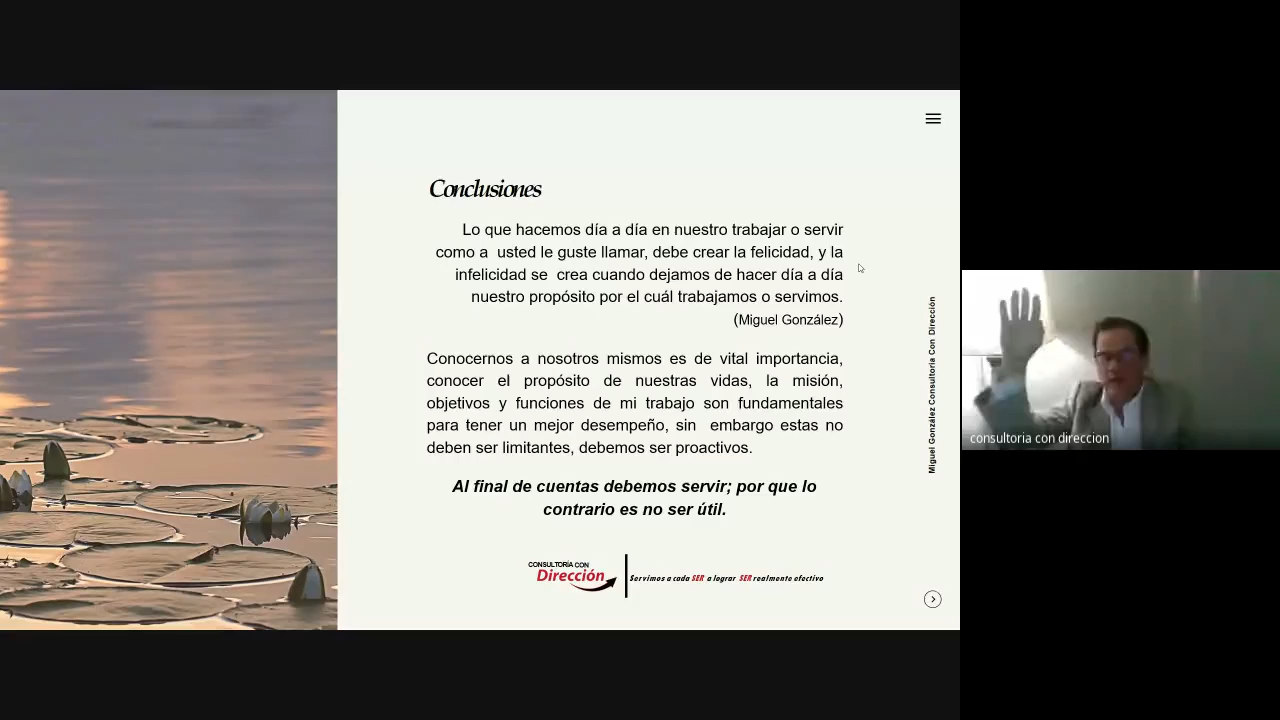 Conclusiones
Lo que hacemos día a día en nuestro trabajar o servir
como a usted le guste llamar, debe crear la felicidad, y la
infelicidad se crea cuando dejamos de hacer día a día
nuestro propósito por el cuál trabajamos o servimos.
(Miguel González)
Conocernos a nosotros mismos es de vital importancia,
conocer el propósito de nuestras vidas, la misión,
objetivos y funciones de mi trabajo son fundamentales
para tener un mejor desempeño, sin embargo estas no
deben ser limitantes, debemos ser proactivos.
Al final de cuentas debemos servir; por que lo
contrario es no ser útil.
CONSULTORÍA CON
Dirección
Servimos a cada SER a lograr SER realmente efectivo
Miguel González Consultoría Con Dirección
consultoria con direccion